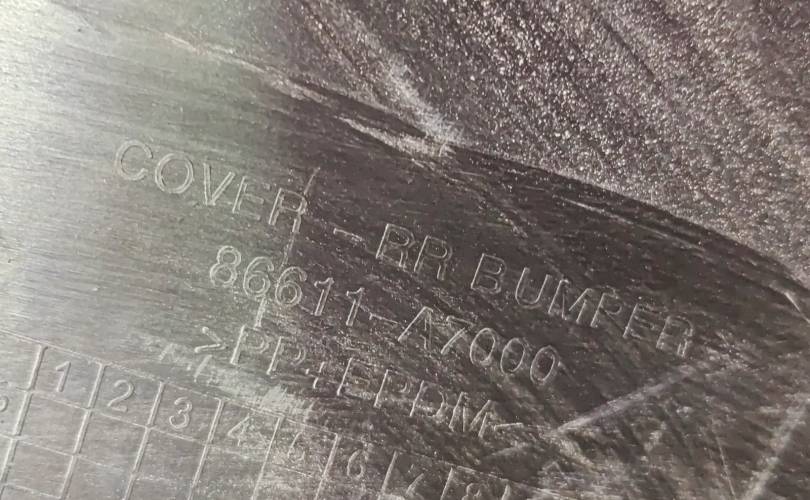 COVER - RR BUMPER
86611-A7000
>PP+EPDM<
1 2 3 4 5 6 7 8